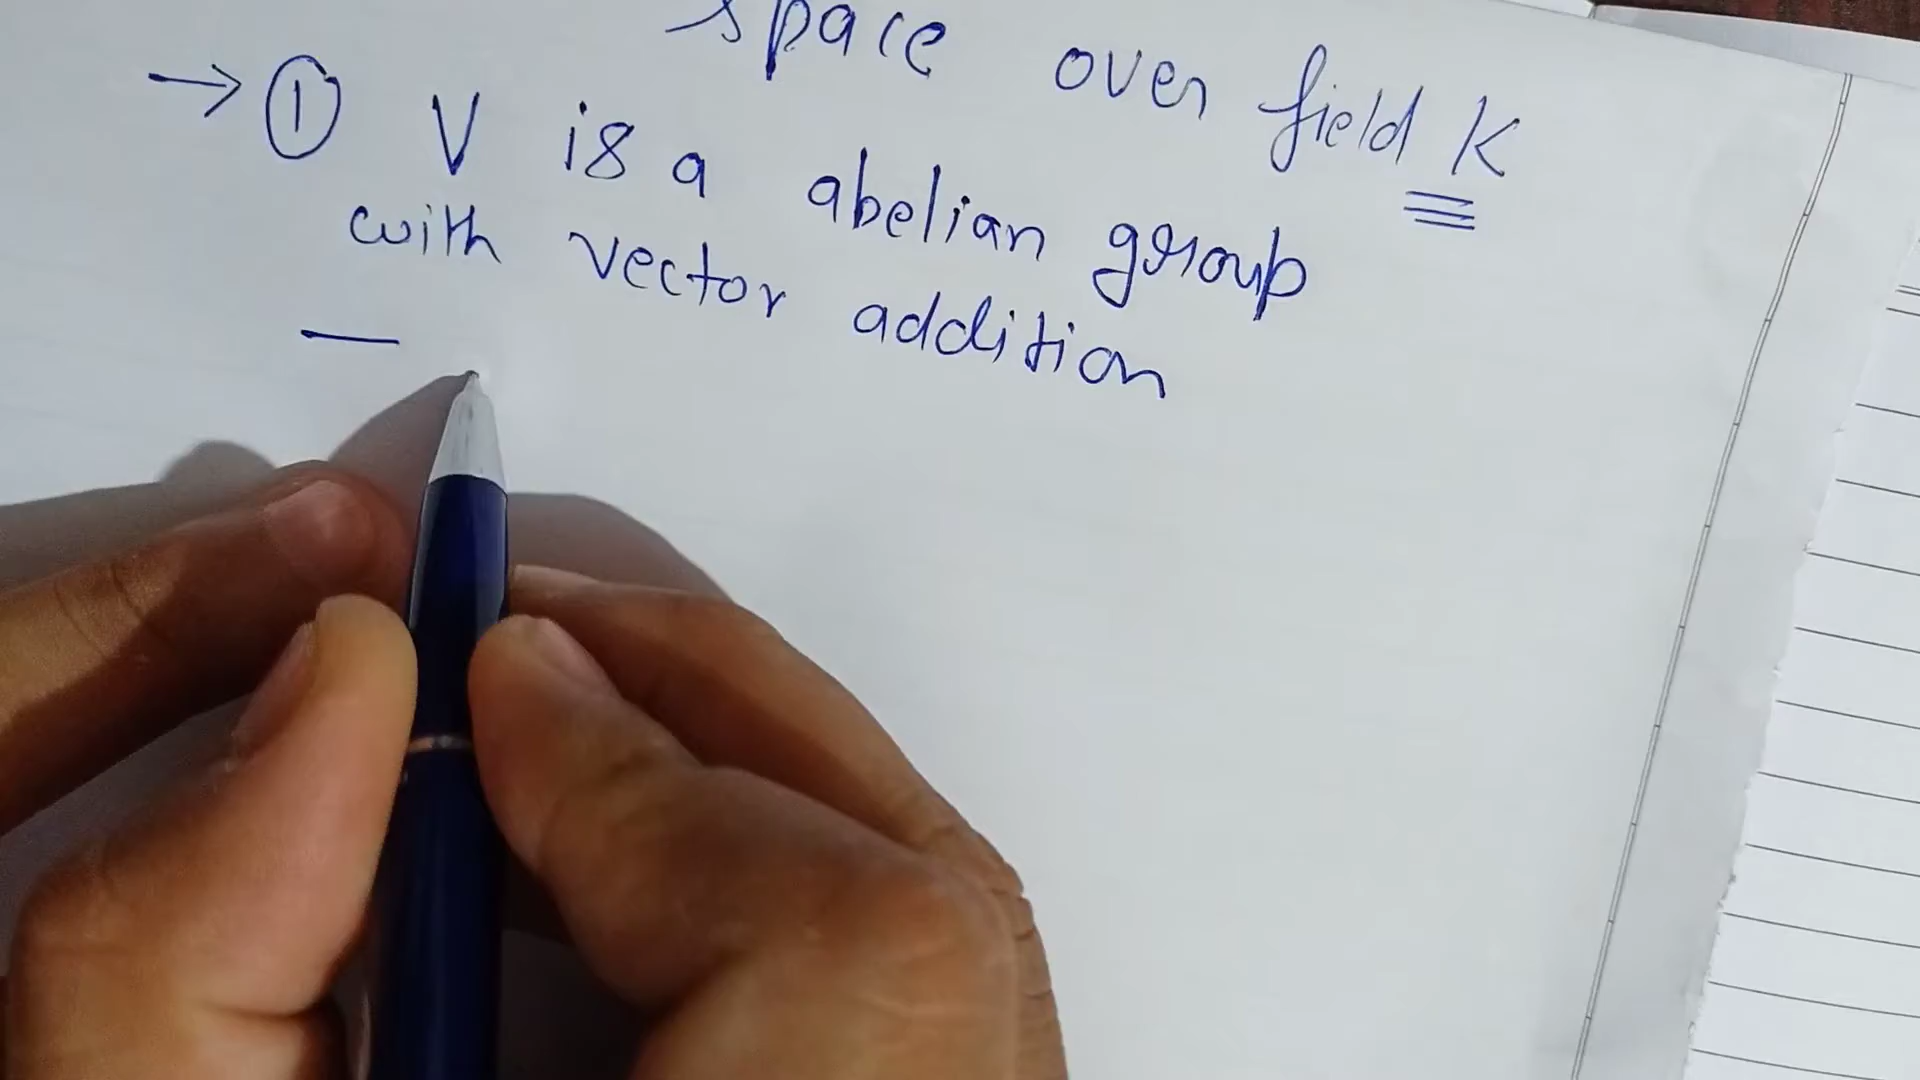 space over field K
→ ① V is a abelian group
with vector addition
—